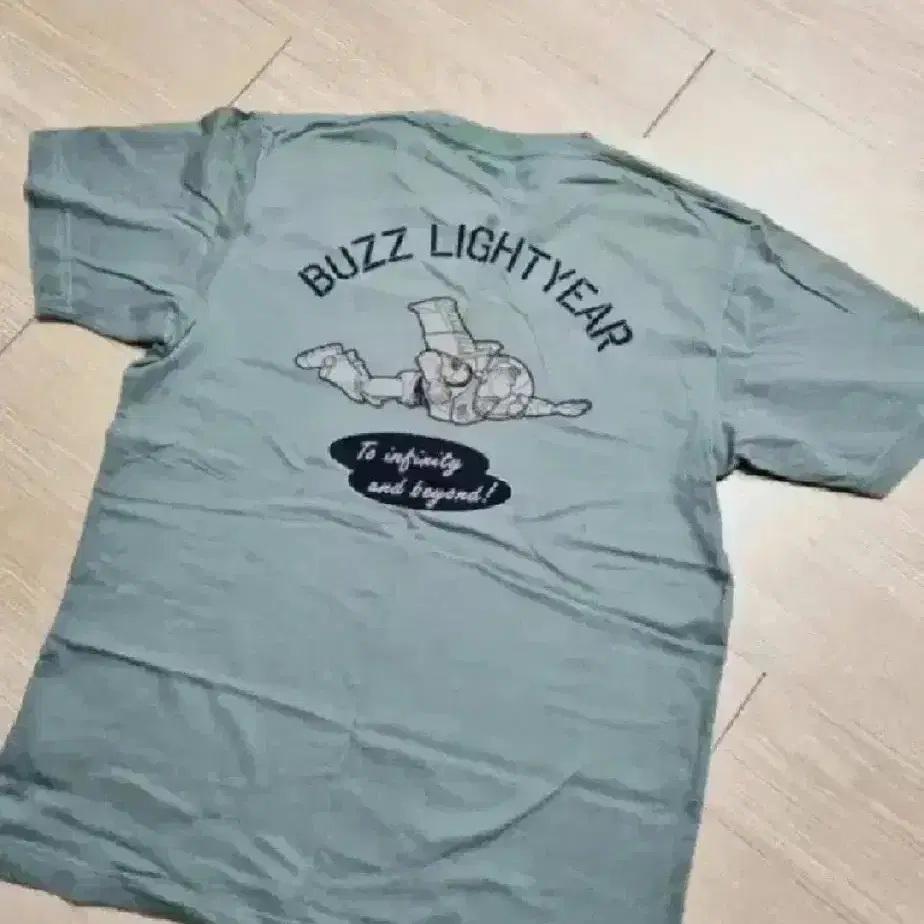 BUZZ LIGHTYEAR
To infinity
and beyond!